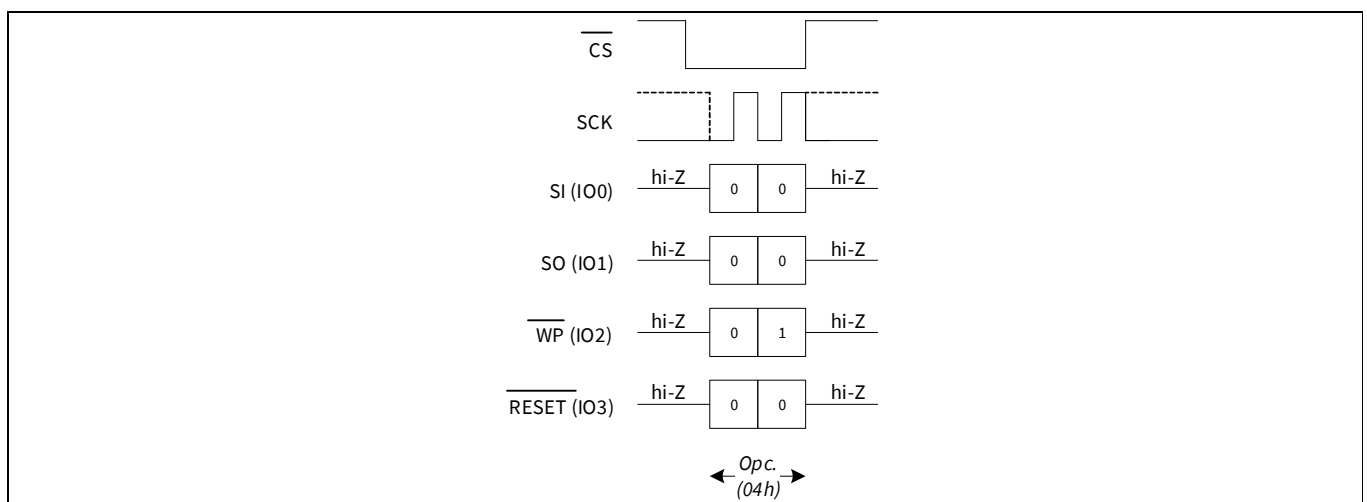 CS
SCK
SI (IO0) hi-Z 0 0 hi-Z
SO (IO1) hi-Z 0 0 hi-Z
WP (IO2) hi-Z 0 1 hi-Z
RESET (IO3) hi-Z 0 0 hi-Z
Opc.
(04h)